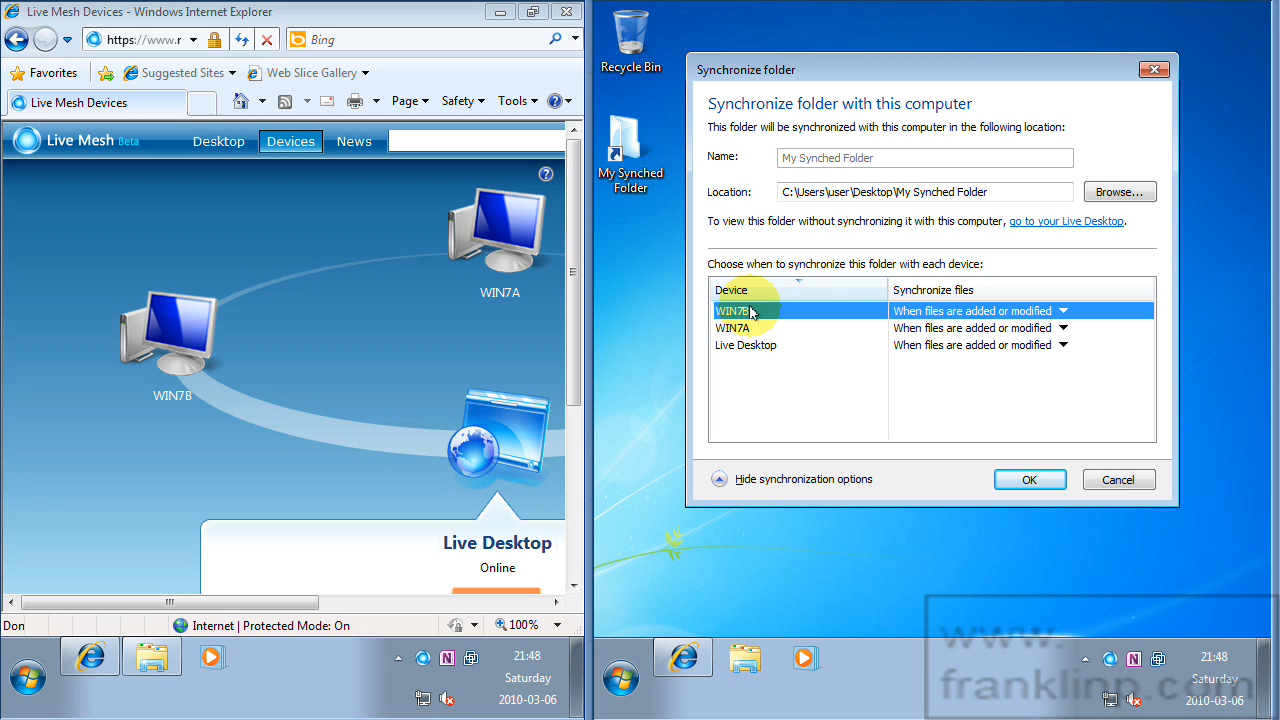 Live Mesh Devices - Windows Internet Explorer
https://www.r
Bing
Favorites
Suggested Sites
Web Slice Gallery
Live Mesh Devices
Page
Safety
Tools
Live Mesh Beta
Desktop
Devices
News
WIN7A
WIN7B
Live Desktop
Online
Don
Internet | Protected Mode: On
100%
21:48
Saturday
2010-03-06
Recycle Bin
My Synched
Folder
Synchronize folder
Synchronize folder with this computer
This folder will be synchronized with this computer in the following location:
Name: My Synched Folder
Location: C:\Users\user\Desktop\My Synched Folder Browse...
To view this folder without synchronizing it with this computer, go to your Live Desktop.
Choose when to synchronize this folder with each device:
Device Synchronize files
WIN7B When files are added or modified
WIN7A When files are added or modified
Live Desktop When files are added or modified
Hide synchronization options
OK
Cancel
21:48
Saturday
2010-03-06
www.
franklinp.com